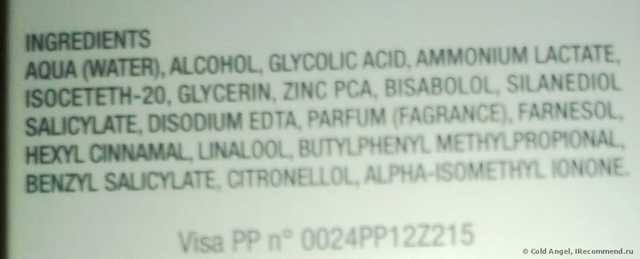 INGREDIENTS
AQUA (WATER), ALCOHOL, GLYCOLIC ACID, AMMONIUM LACTATE,
ISOCETETH-20, GLYCERIN, ZINC PCA, BISABOLOL, SILANEDIOL
SALICYLATE, DISODIUM EDTA, PARFUM (FAGRANCE), FARNESOL,
HEXYL CINNAMAL, LINALOOL, BUTYLPHENYL METHYLPROPIONAL,
BENZYL SALICYLATE, CITRONELLOL, ALPHA-ISOMETHYL IONONE.
Visa PP n° 0024PP12Z215
© Cold Angel, IRecommend.ru